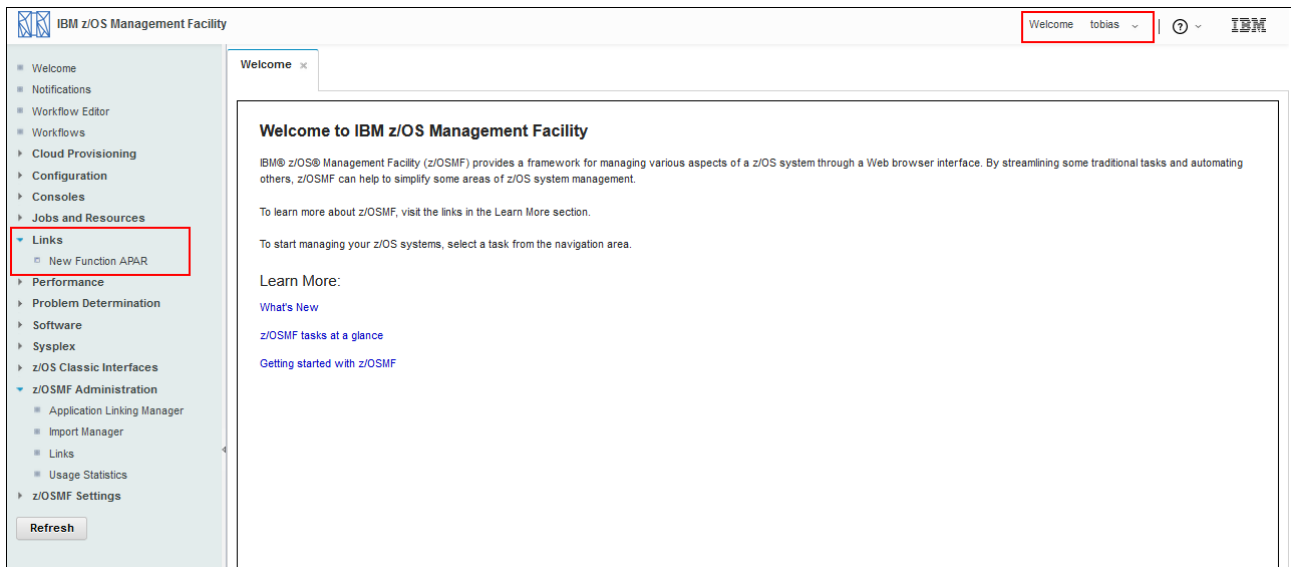 IBM z/OS Management Facility
Welcome tobias
IBM
Welcome
Notifications
Workflow Editor
Workflows
Cloud Provisioning
Configuration
Consoles
Jobs and Resources
Links
New Function APAR
Performance
Problem Determination
Software
Sysplex
z/OS Classic Interfaces
z/OSMF Administration
Application Linking Manager
Import Manager
Links
Usage Statistics
z/OSMF Settings
Refresh
Welcome
Welcome to IBM z/OS Management Facility
IBM® z/OS® Management Facility (z/OSMF) provides a framework for managing various aspects of a z/OS system through a Web browser interface. By streamlining some traditional tasks and automating
others, z/OSMF can help to simplify some areas of z/OS system management.
To learn more about z/OSMF, visit the links in the Learn More section.
To start managing your z/OS systems, select a task from the navigation area.
Learn More:
What's New
z/OSMF tasks at a glance
Getting started with z/OSMF